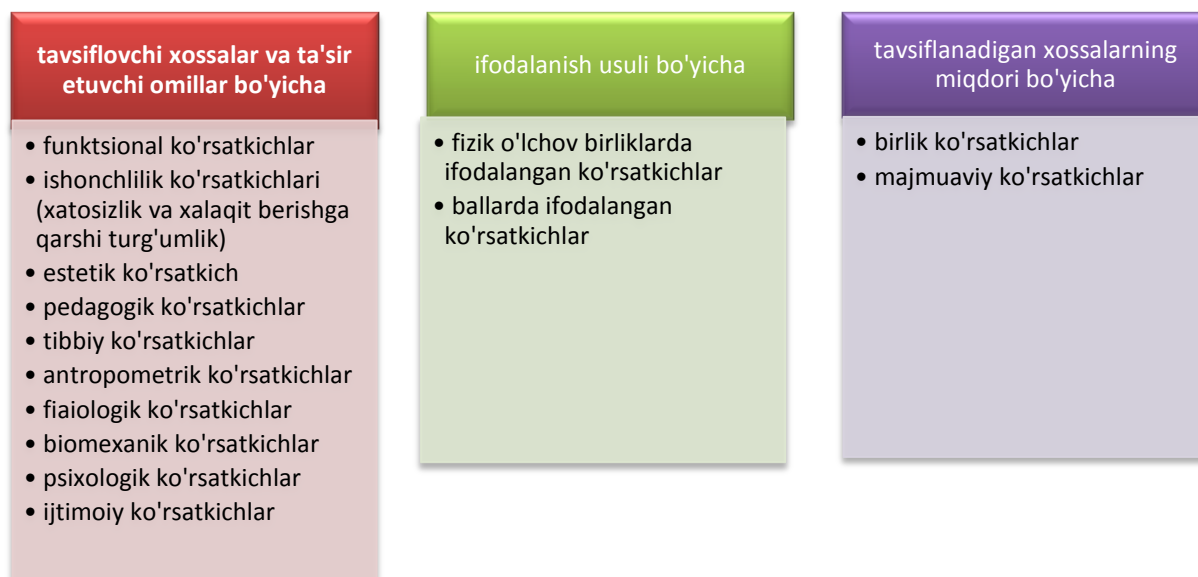 tavsiflovchi xossalar va ta'sir
etuvchi omillar bo'yicha
• funktsional ko'rsatkichlar
• ishonchlilik ko'rsatkichlari
(xatosizlik va xalaqit berishga
qarshi turg'umlik)
• estetik ko'rsatkich
• pedagogik ko'rsatkichlar
• tibbiy ko'rsatkichlar
• antropometrik ko'rsatkichlar
• fiaiologik ko'rsatkichlar
• biomexanik ko'rsatkichlar
• psixologik ko'rsatkichlar
• ijtimoiy ko'rsatkichlar
ifodalanish usuli bo'yicha
• fizik o'lchov birliklarda
ifodalangan ko'rsatkichlar
• ballarda ifodalangan
ko'rsatkichlar
tavsiflanadigan xossalarning
miqdori bo'yicha
• birlik ko'rsatkichlar
• majmuaviy ko'rsatkichlar